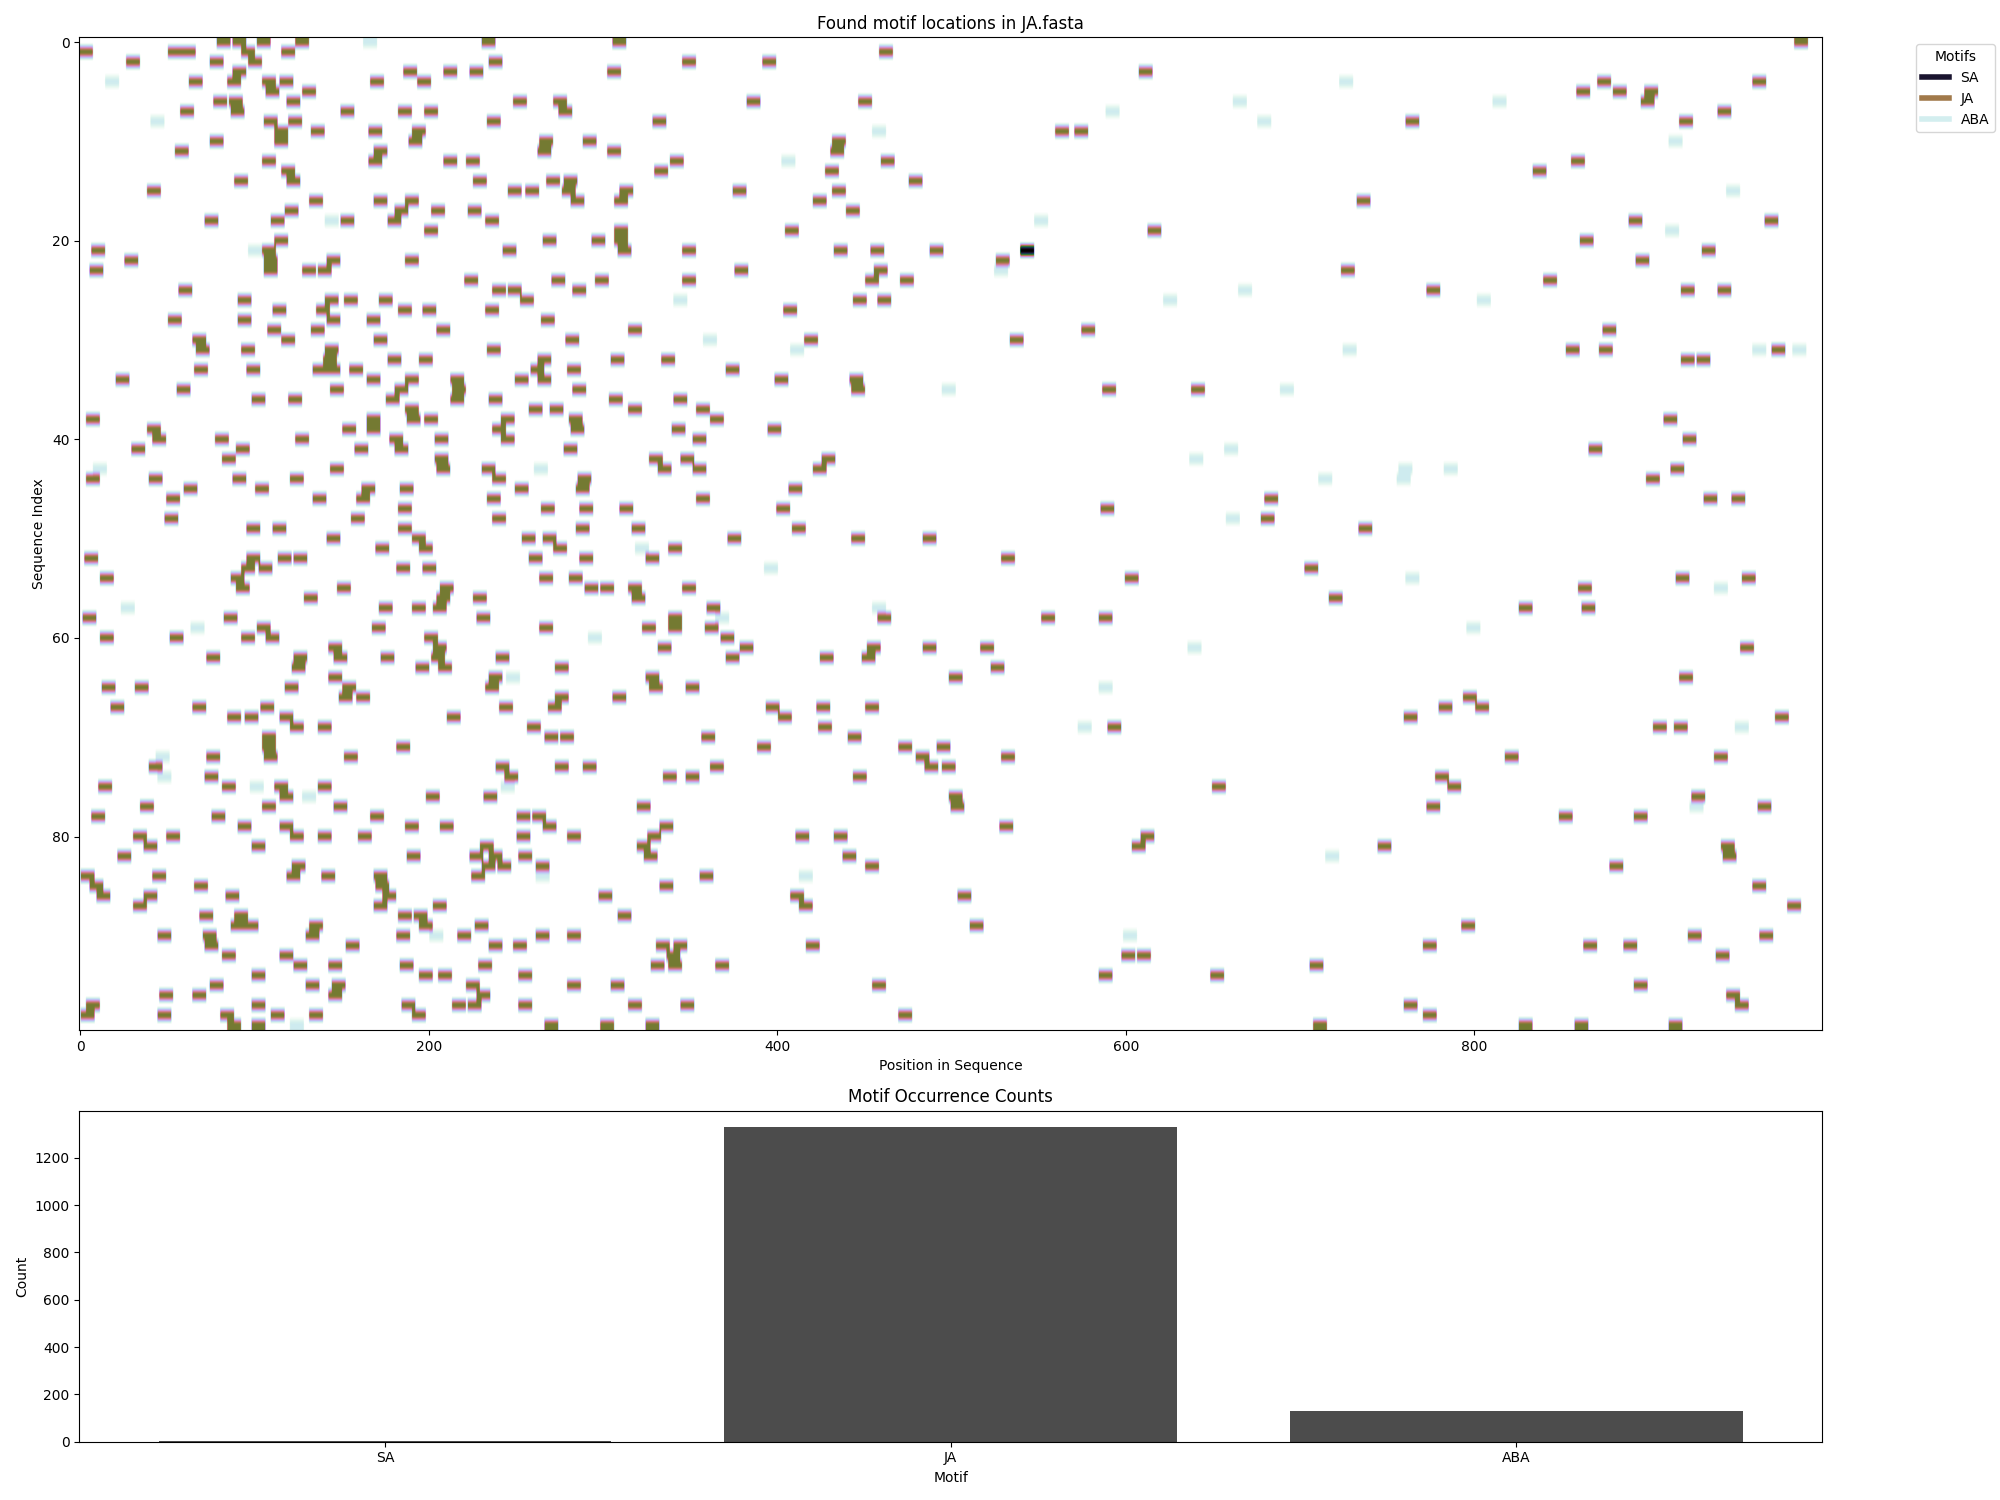 Found motif locations in JA.fasta
Motifs
SA
JA
ABA
Sequence Index
0
20
40
60
80
0 200 400 600 800
Position in Sequence
Motif Occurrence Counts
Count
1200
1000
800
600
400
200
0
SA JA ABA
Motif